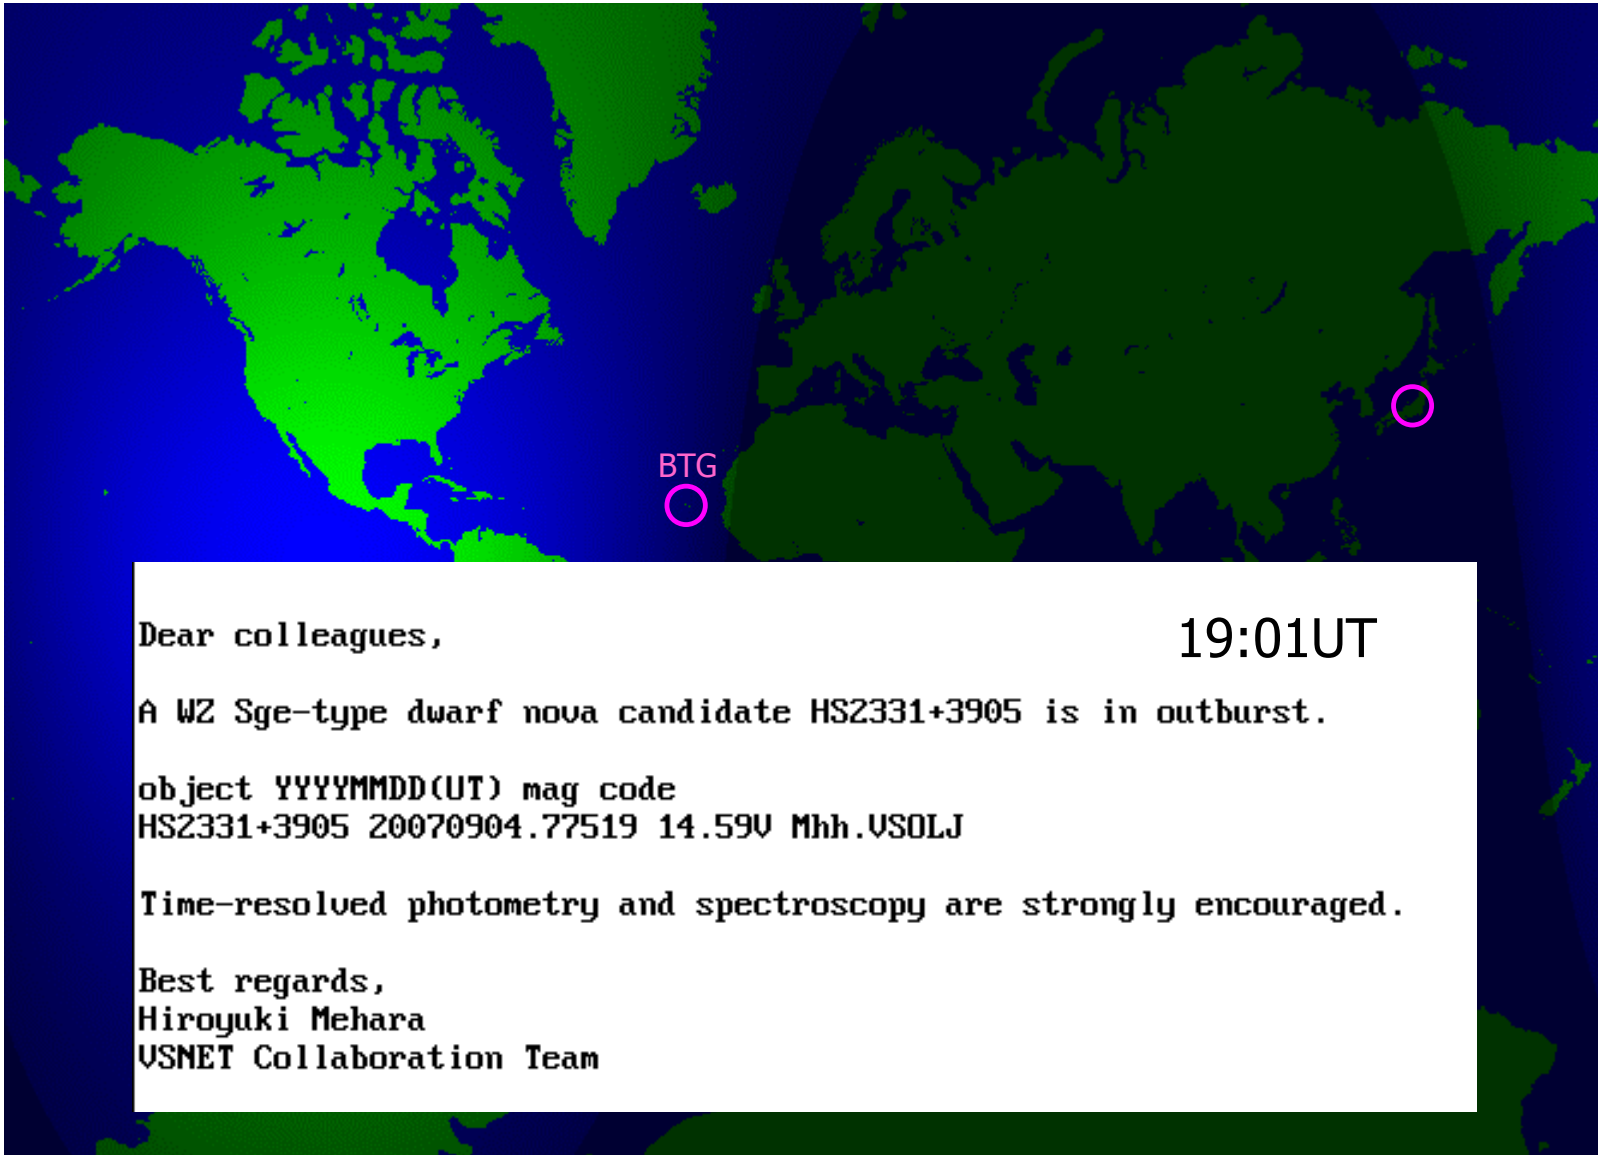 BTG
19:01UT
Dear colleagues,
A WZ Sge-type dwarf nova candidate HS2331+3905 is in outburst.
object YYYYMMDD(UT) mag code
HS2331+3905 20070904.77519 14.59V Mhh.VSOLJ
Time-resolved photometry and spectroscopy are strongly encouraged.
Best regards,
Hiroyuki Mehara
VSNET Collaboration Team